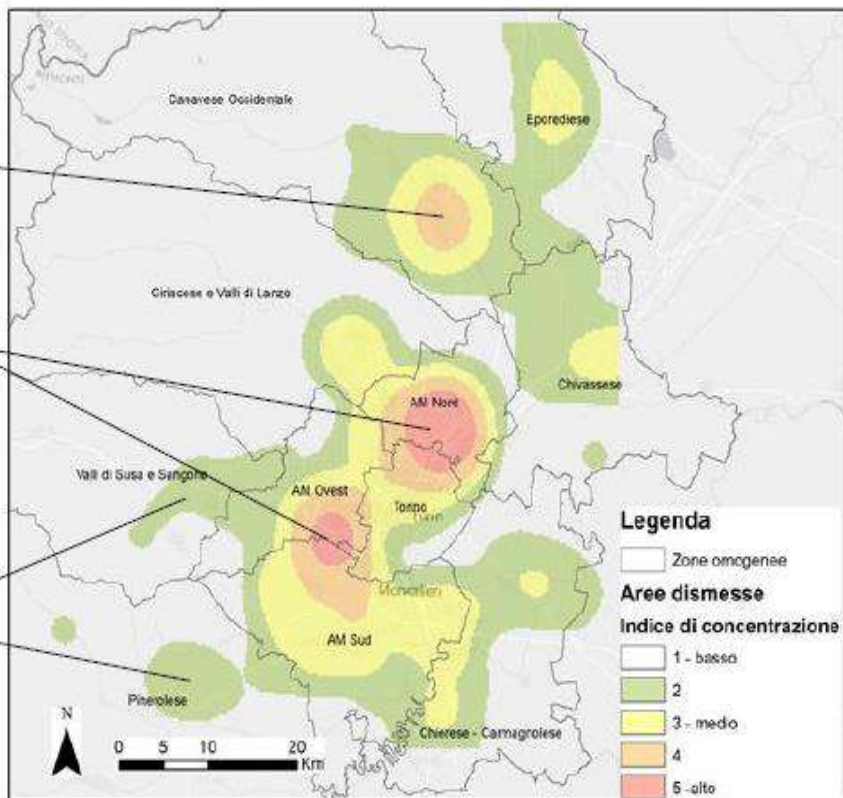 Canavese Occidentale
Eporediese
Ciriacese e Valli di Lanzo
Chivassese
AM Nord
Valli di Susa e Sangone
AM Ovest
Torino
Turin
Moncalieri
AM Sud
Pinerolese
Chierese - Carmagnolese
Legenda
Zone omogenee
Aree dismesse
Indice di concentrazione
1 - basso
2
3 - medio
4
5 -alto
N
0 5 10 20
Km